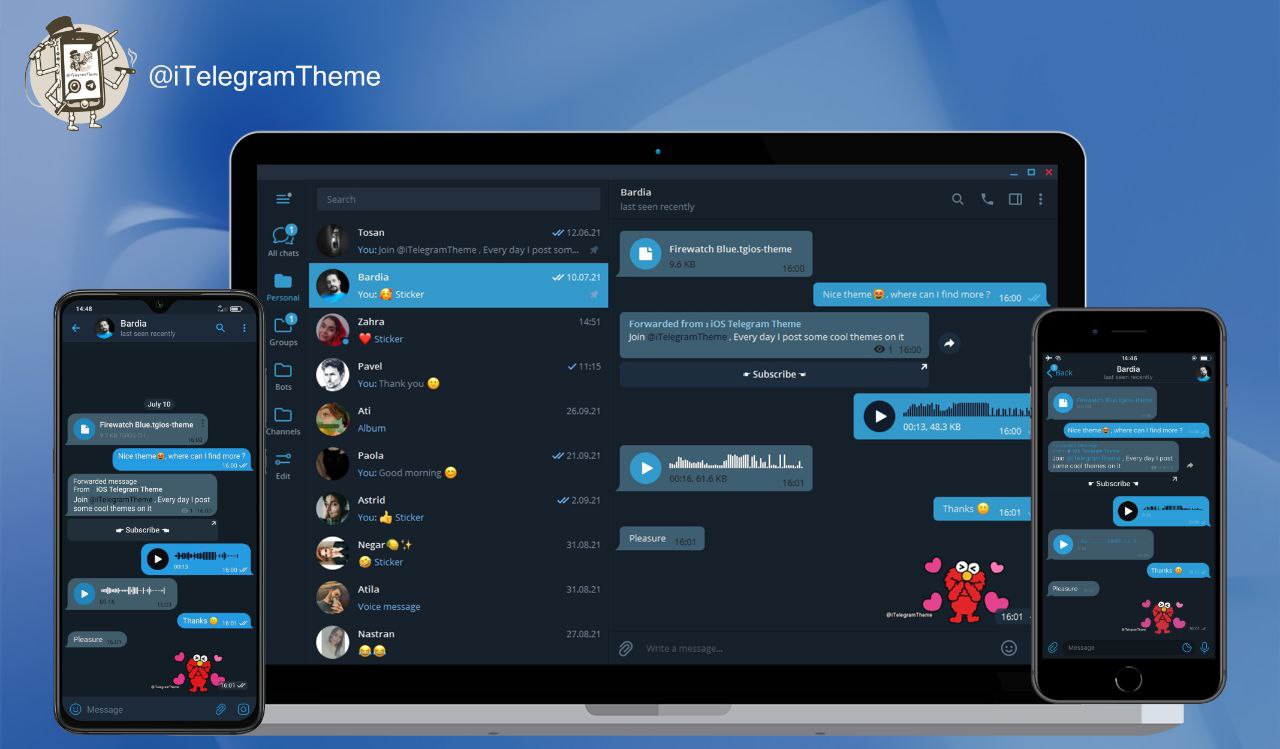 @iTelegramTheme
Search
All chats
1
Personal
Groups
1
Bots
Channels
Edit
Tosan
12.06.21
You: Join @iTelegramTheme , Every day I post som...
Bardia
10.07.21
You: 🥰 Sticker
Zahra
14:51
❤️ Sticker
Pavel
11:15
You: Thank you 🙂
Ati
26.09.21
Album
Paola
21.09.21
You: Good morning 😊
Astrid
2.09.21
You: 👍 Sticker
Negar🍋✨
31.08.21
🤣 Sticker
Atila
31.08.21
Voice message
Nastran
27.08.21
😂😂
Bardia
last seen recently
Firewatch Blue.tgios-theme
9.6 KB
16:00
Nice theme😍, where can I find more ? 16:00
Forwarded from › iOS Telegram Theme
Join @iTelegramTheme , Every day I post some cool themes on it
1 16:00
Subscribe
00:13, 48.3 KB
16:00
00:16, 61.6 KB
16:01
Thanks 🙂 16:01
Pleasure 16:01
@iTelegramTheme
16:01
Write a message...
14:48
Bardia
last seen recently
July 10
Firewatch Blue.tgios-theme
16:00
Nice theme😍, where can I find more ?
16:00
Forwarded message
From iOS Telegram Theme
Join @iTelegramTheme , Every day I post
some cool themes on it
1 16:00
Subscribe
00:13
16:00
00:16
16:01
Thanks 🙂 16:01
Pleasure 16:01
@iTelegramTheme
16:01
Message
14:46
Back
Bardia
last seen recently
Firewatch Blue.tgios-theme
Nice theme😍, where can I find more ?
Forwarded Message
Join @iTelegramTheme , Every day I post
some cool themes on it
Subscribe
Thanks 🙂
Pleasure
@iTelegramTheme
Message